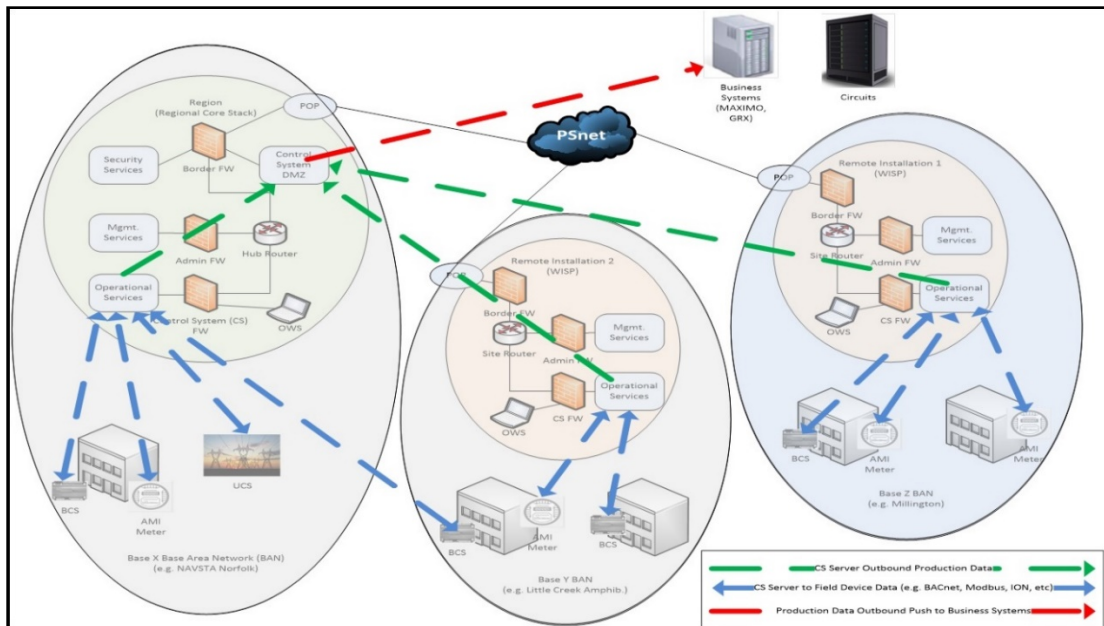 Business
Systems
(MAXIMO,
GRX)
Circuits
PSnet
Region
(Regional Core Stack)
POP
Security
Services
Border FW
Control
System
DMZ
Mgmt.
Services
Admin FW
Hub Router
Operational
Services
Control System (CS)
FW
OWS
BCS
AMI
Meter
UCS
Base X Base Area Network (BAN)
(e.g. NAVSTA Norfolk)
POP
Remote Installation 2
(WISP)
Border FW
Site Router
Admin FW
Mgmt.
Services
Operational
Services
CS FW
OWS
BCS
AMI
Meter
BCS
Base Y BAN
(e.g. Little Creek Amphib.)
POP
Remote Installation 1
(WISP)
Border FW
Site Router
Admin FW
Mgmt.
Services
Operational
Services
CS FW
OWS
BCS
AMI
Meter
AMI
Meter
Base Z BAN
(e.g. Millington)
CS Server Outbound Production Data
CS Server to Field Device Data (e.g. BACnet, Modbus, ION, etc)
Production Data Outbound Push to Business Systems